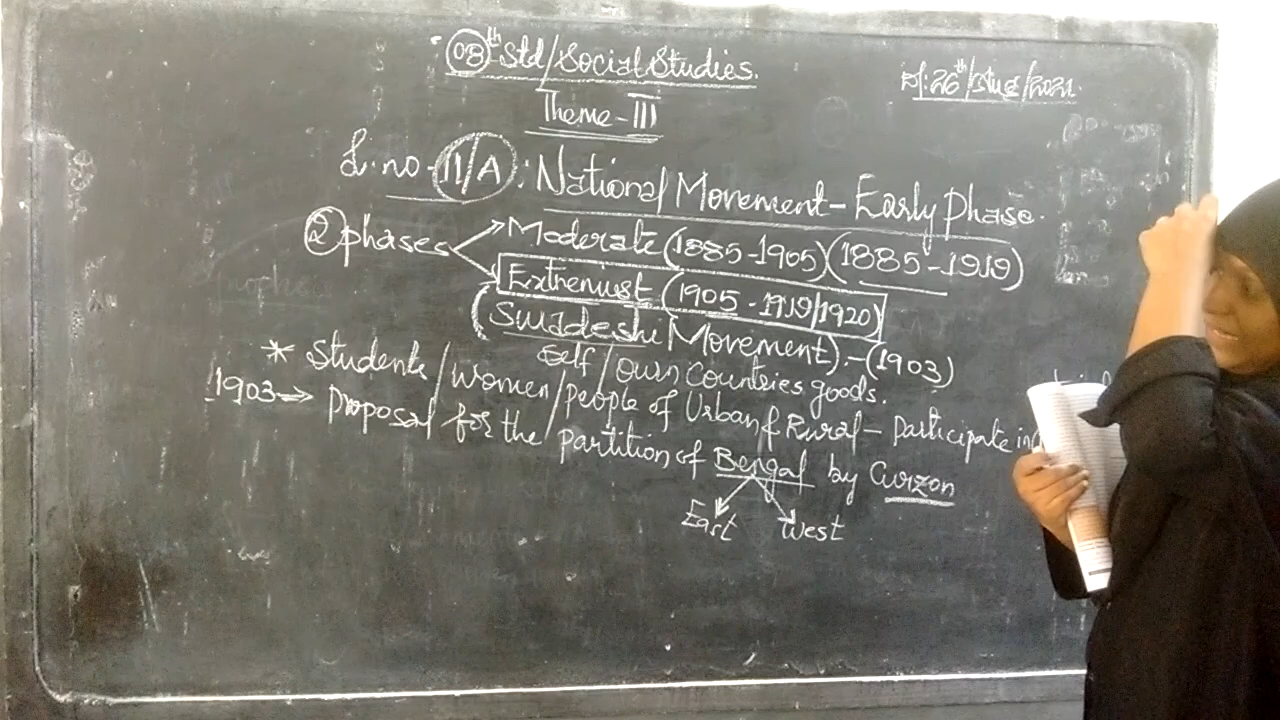 08th Std/Social Studies.
Dt. 26th/Aug/2021.
Theme-III
L.no-11/A: National Movement-Early Phase.
2 phases Moderate (1885-1905) (1885-1919)
Extremist (1905 - 1919/1920)
(Swadeshi Movement).-(1903)
Self/Own Countries goods.
* Students/Women/people of Urban & Rural- participate in
1903→ Proposal for the partition of Bengal by Curzon
East West